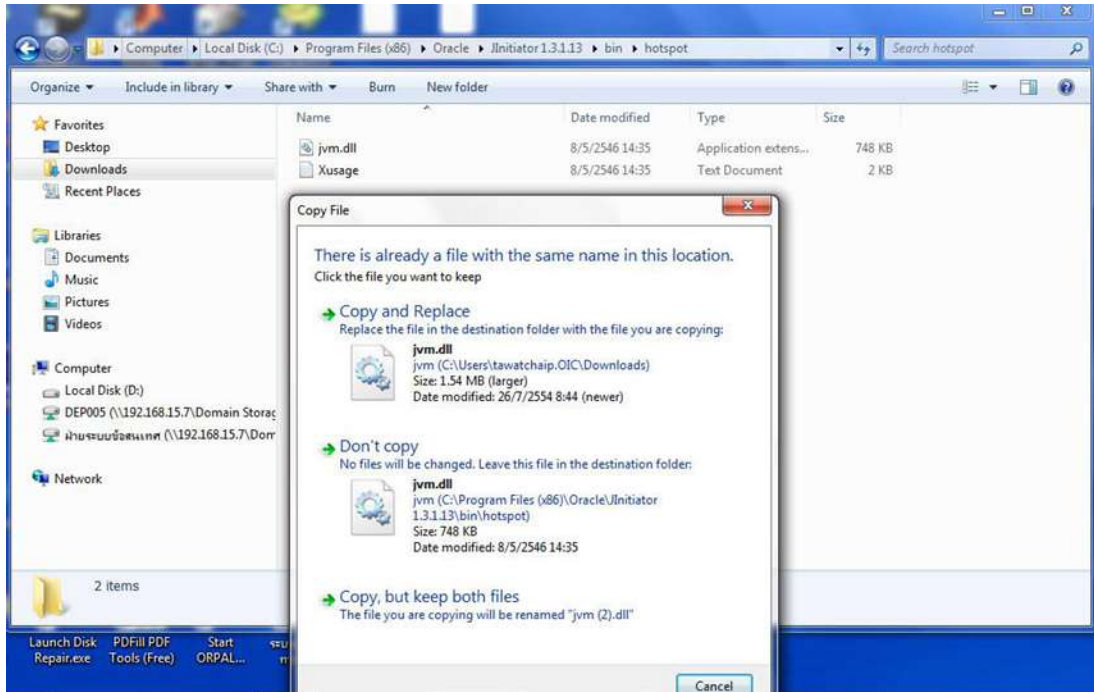 Computer ▸ Local Disk (C:) ▸ Program Files (x86) ▸ Oracle ▸ JInitiator 1.3.1.13 ▸ bin ▸ hotspot
Search hotspot
Organize Include in library Share with Burn New folder
Favorites
Desktop
Downloads
Recent Places
Libraries
Documents
Music
Pictures
Videos
Computer
Local Disk (D:)
DEP005 (\\192.168.15.7\Domain Storag
ฝ่ายระบบข้อสนเทศ (\\192.168.15.7\Dom
Network
Name Date modified Type Size
jvm.dll 8/5/2546 14:35 Application extens... 748 KB
Xusage 8/5/2546 14:35 Text Document 2 KB
Copy File
There is already a file with the same name in this location.
Click the file you want to keep
Copy and Replace
Replace the file in the destination folder with the file you are copying:
jvm.dll
jvm (C:\Users\tawatchaip.OIC\Downloads)
Size: 1.54 MB (larger)
Date modified: 26/7/2554 8:44 (newer)
Don't copy
No files will be changed. Leave this file in the destination folder:
jvm.dll
jvm (C:\Program Files (x86)\Oracle\JInitiator
1.3.1.13\bin\hotspot)
Size: 748 KB
Date modified: 8/5/2546 14:35
Copy, but keep both files
The file you are copying will be renamed "jvm (2).dll"
Cancel
2 items
Launch Disk
Repair.exe
PDFill PDF
Tools (Free)
Start
ORPAL...